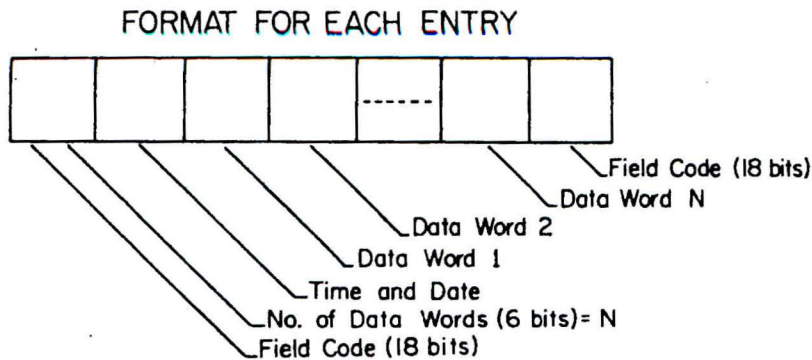 FORMAT FOR EACH ENTRY
Field Code (18 bits)
Data Word N
Data Word 2
Data Word 1
Time and Date
No. of Data Words (6 bits)= N
Field Code (18 bits)